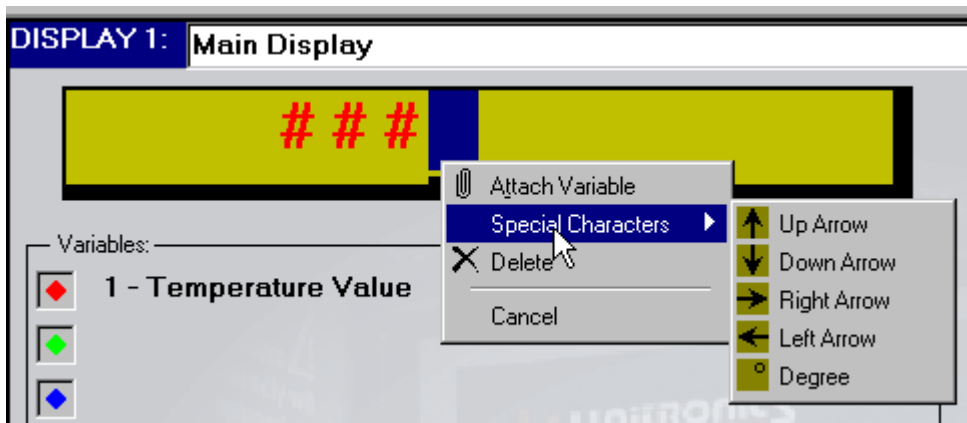 DISPLAY 1: Main Display
# # #
Attach Variable
Special Characters
Delete
Cancel
Up Arrow
Down Arrow
Right Arrow
Left Arrow
Degree
Variables:
1 - Temperature Value
UNITRONICS